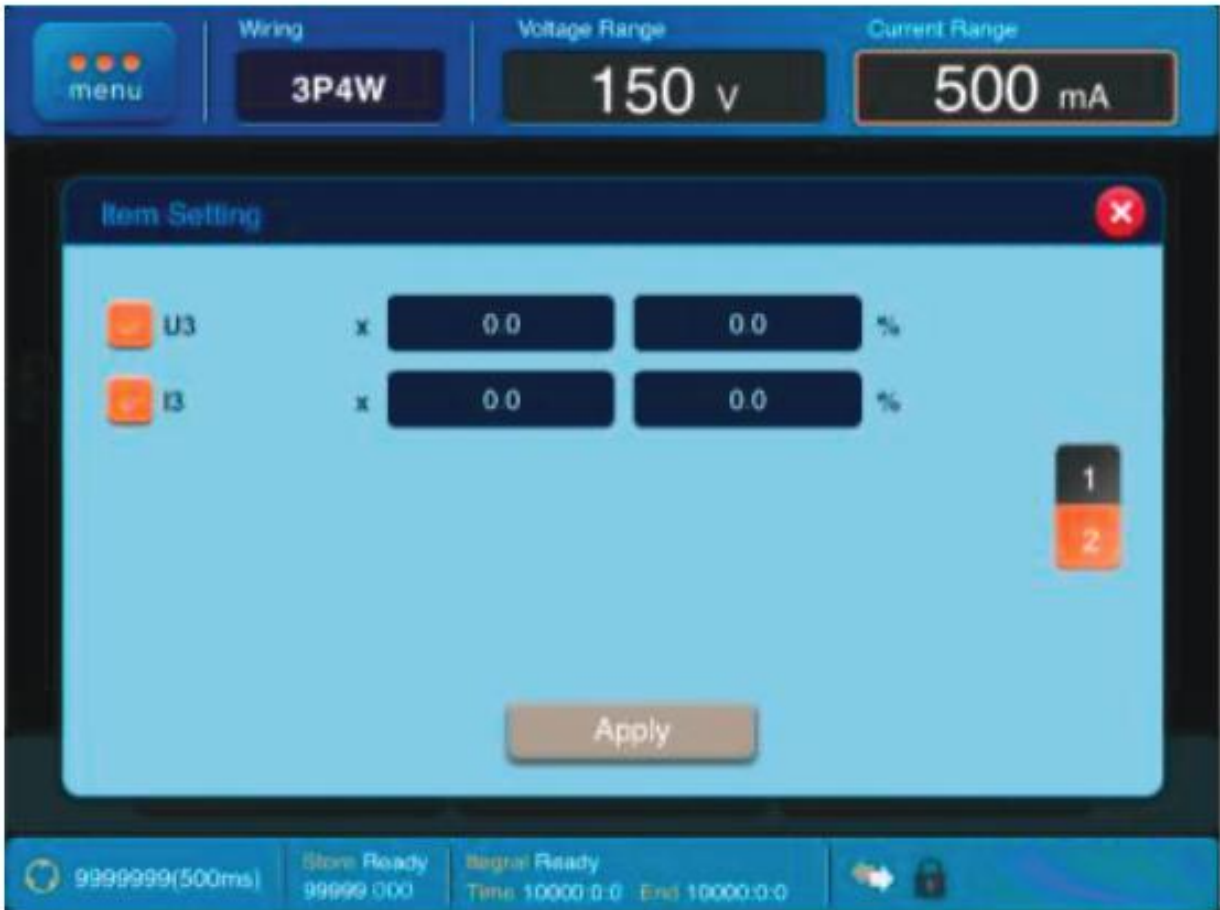 menu
Wiring
3P4W
Voltage Range
150 V
Current Range
500 mA
Item Setting
U3 x 0.0 0.0 %
I3 x 0.0 0.0 %
1
2
Apply
9999999(500ms)
Store Ready
99999:000
Itegral Ready
Time 10000:0:0 End 10000:0:0